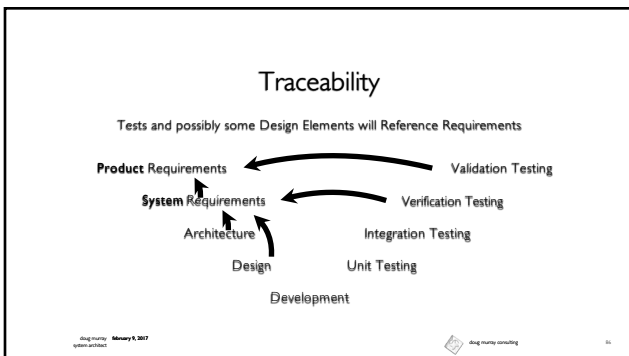 Traceability
Tests and possibly some Design Elements will Reference Requirements
Product Requirements Validation Testing
System Requirements Verification Testing
Architecture Integration Testing
Design Unit Testing
Development
doug murray february 9, 2017
system architect
doug murray consulting